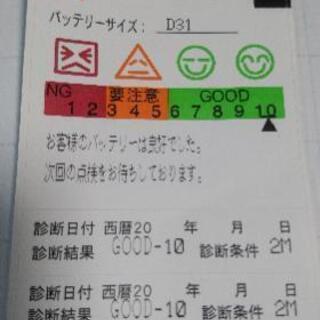 バッテリーサイズ: D31
NG 要注意 GOOD
1 2 3 4 5 6 7 8 9 10
お客様のバッテリーは良好でした。
次回の点検をお待ちしております。
診断日付 西暦20 年 月 日
診断結果 GOOD-10 診断条件 2M
診断日付 西暦20 年 月 日
診断結果 GOOD-10 診断条件 2M